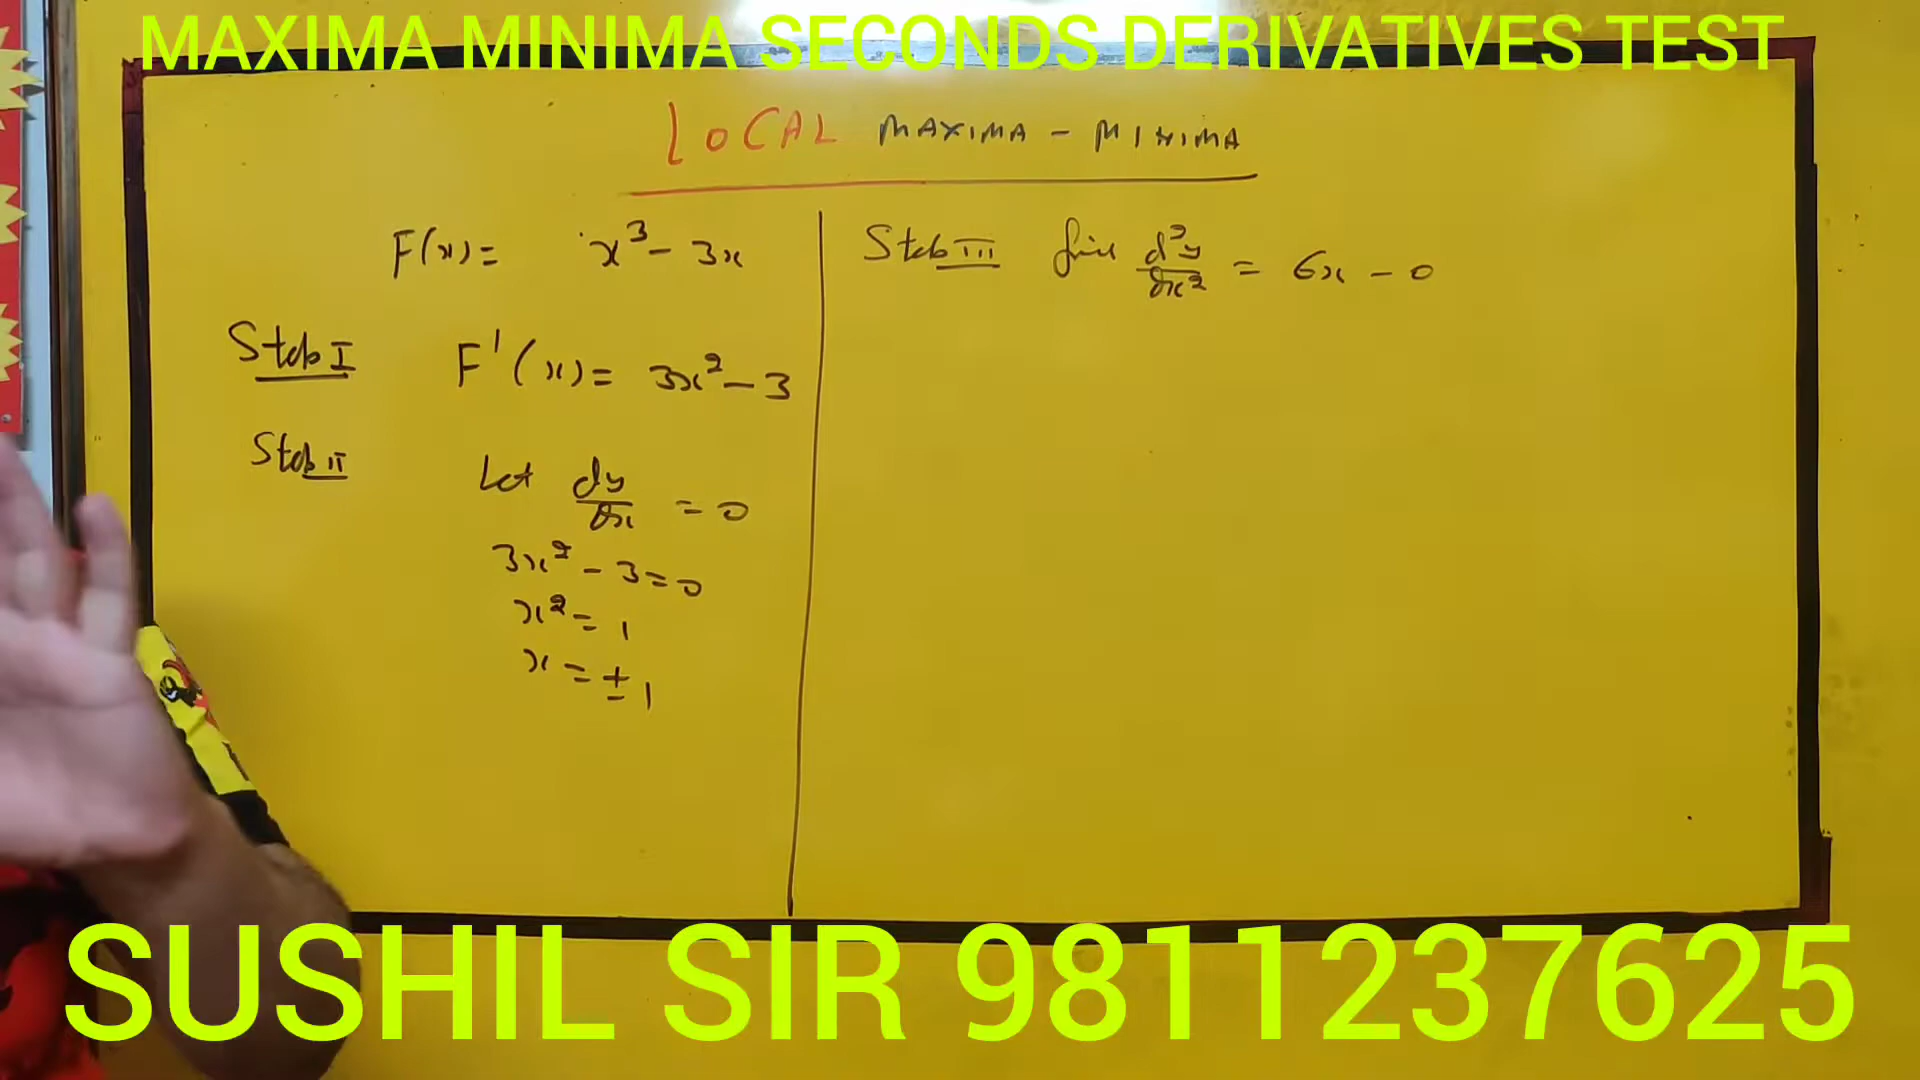 MAXIMA MINIMA SECONDS DERIVATIVES TEST
LOCAL MAXIMA - MINIMA
F(x) = x³ - 3x
Step I F'(x) = 3x² - 3
Step II Let dy/dx = 0
3x² - 3 = 0
x² = 1
x = ± 1
Step III find d²y/dx² = 6x - 0
SUSHIL SIR 9811237625